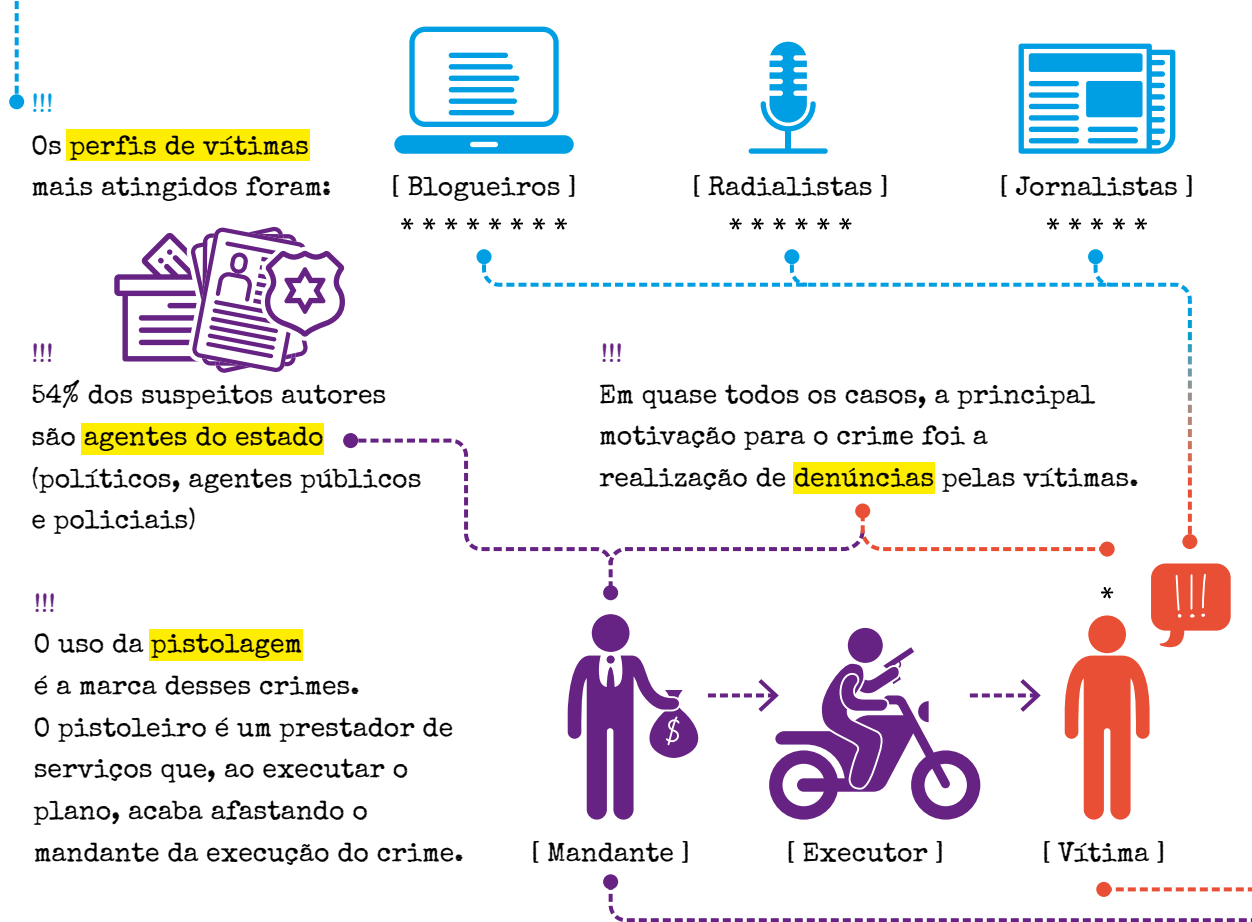 !!!
Os perfis de vítimas
mais atingidos foram:
[ Blogueiros ]
* * * * * * * *
[ Radialistas ]
* * * * * *
[ Jornalistas ]
* * * * *
!!!
54% dos suspeitos autores
são agentes do estado
(políticos, agentes públicos
e policiais)
!!!
Em quase todos os casos, a principal
motivação para o crime foi a
realização de denúncias pelas vítimas.
!!!
O uso da pistolagem
é a marca desses crimes.
O pistoleiro é um prestador de
serviços que, ao executar o
plano, acaba afastando o
mandante da execução do crime.
*
!!!
$
[ Mandante ]
[ Executor ]
[ Vítima ]